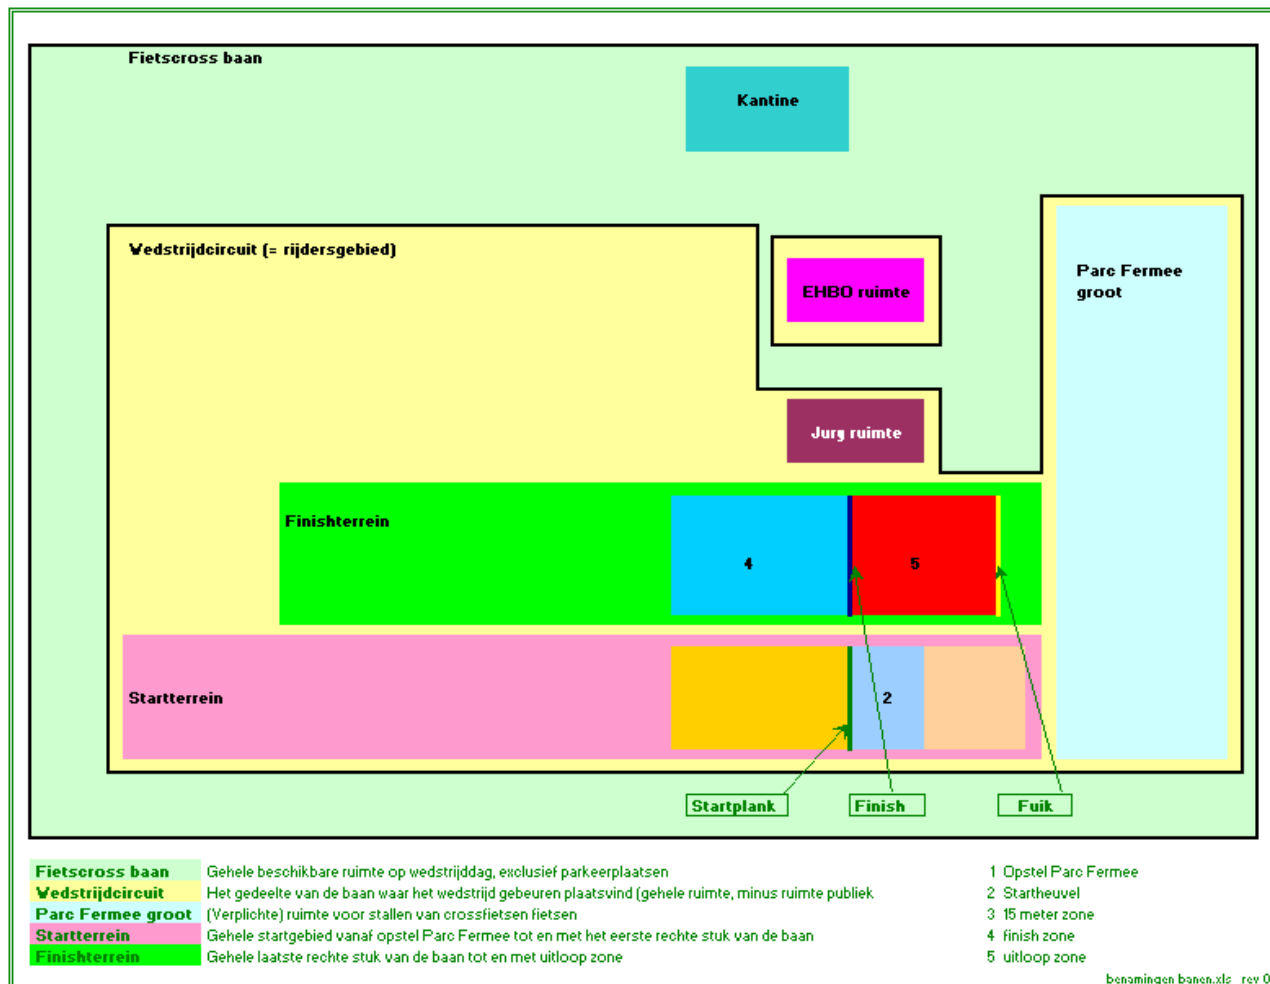 Fietscross baan
Kantine
Wedstrijdcircuit (= rijdersgebied)
EHBO ruimte
Parc Fermee
groot
Jury ruimte
Finishterrein
4
5
Startterrein
2
Startplank
Finish
Fuik
Fietscross baan Gehele beschikbare ruimte op wedstrijddag, exclusief parkeerplaatsen
Wedstrijdcircuit Het gedeelte van de baan waar het wedstrijd gebeuren plaatsvind (gehele ruimte, minus ruimte publiek
Parc Fermee groot (Verplichte) ruimte voor stallen van crossfietsen fietsen
Startterrein Gehele startgebied vanaf opstel Parc Fermee tot en met het eerste rechte stuk van de baan
Finishterrein Gehele laatste rechte stuk van de baan tot en met uitloop zone
1 Opstel Parc Fermee
2 Startheuvel
3 15 meter zone
4 finish zone
5 uitloop zone
benamingen banen.xls rev 0